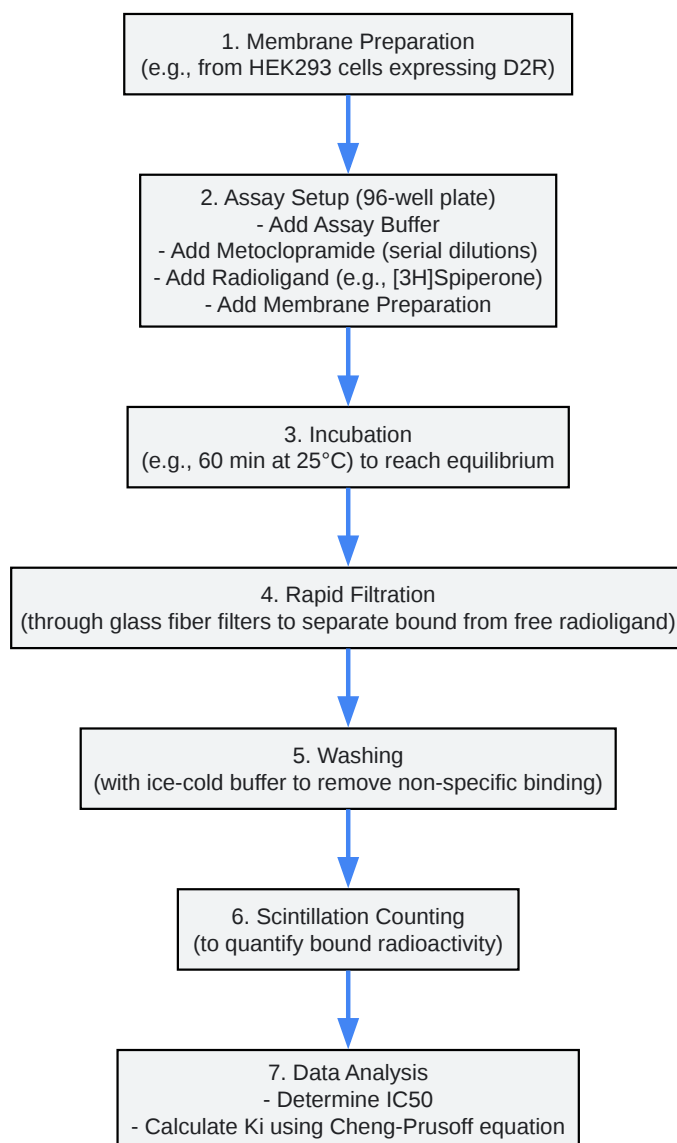 1. Membrane Preparation
(e.g., from HEK293 cells expressing D2R)
2. Assay Setup (96-well plate)
- Add Assay Buffer
- Add Metoclopramide (serial dilutions)
- Add Radioligand (e.g., [3H]Spiperone)
- Add Membrane Preparation
3. Incubation
(e.g., 60 min at 25°C) to reach equilibrium
4. Rapid Filtration
(through glass fiber filters to separate bound from free radioligand)
5. Washing
(with ice-cold buffer to remove non-specific binding)
6. Scintillation Counting
(to quantify bound radioactivity)
7. Data Analysis
- Determine IC50
- Calculate Ki using Cheng-Prusoff equation